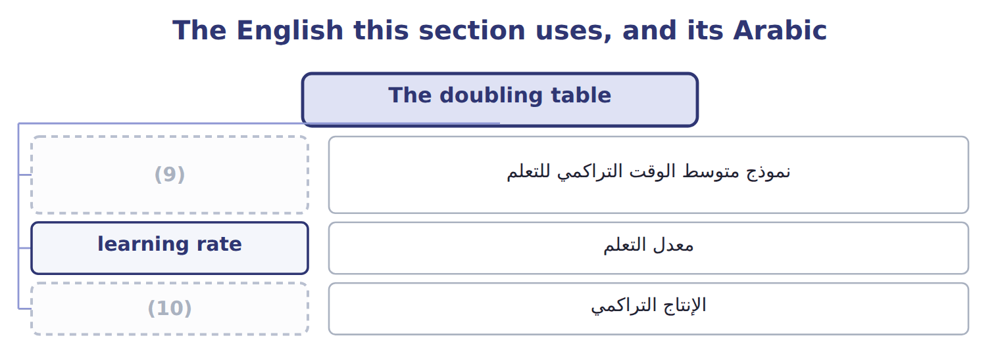 The English this section uses, and its Arabic
The doubling table
(9)
نموذج متوسط الوقت التراكمي للتعلم
learning rate
معدل التعلم
(10)
الإنتاج التراكمي